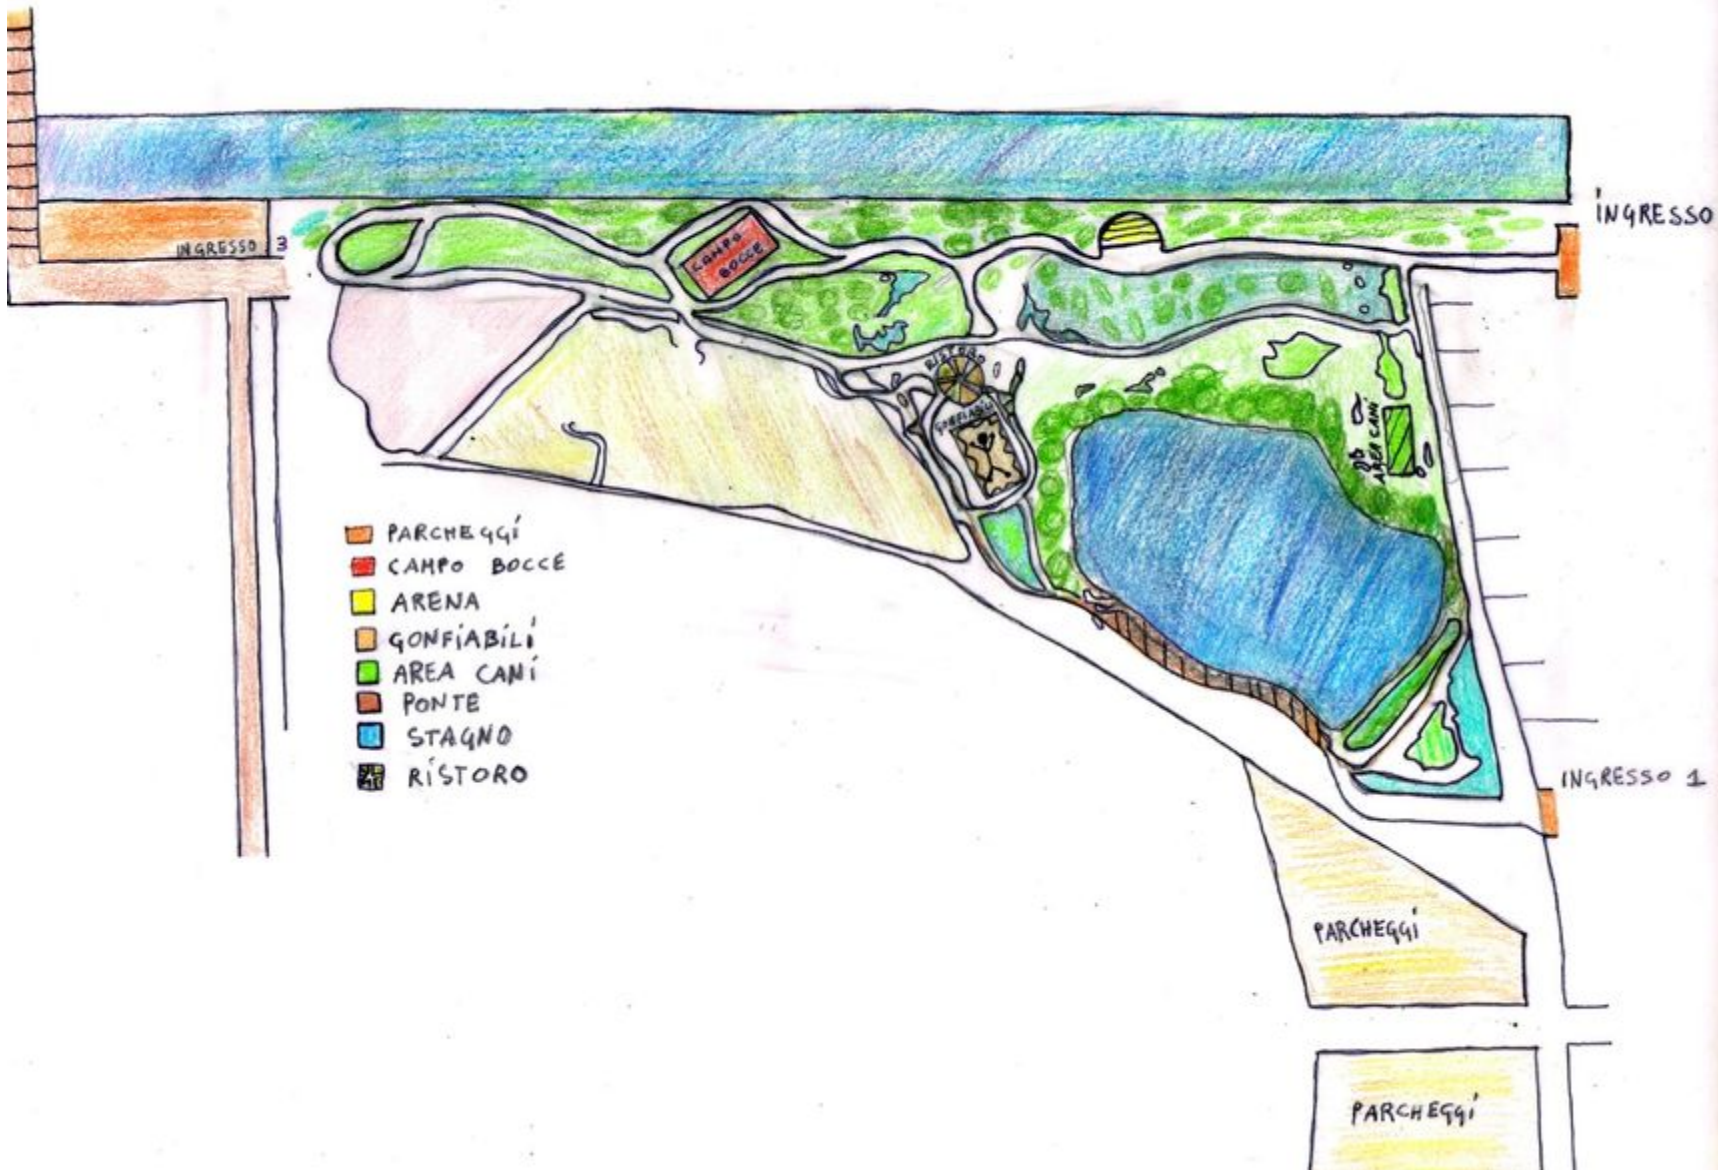 INGRESSO
INGRESSO 3
CAMPO
BOCCE
RISTORO
GONFIABILI
AREA CANI
PARCHEGGI
CAMPO BOCCE
ARENA
GONFIABILI
AREA CANI
PONTE
STAGNO
RISTORO
INGRESSO 1
PARCHEGGI
PARCHEGGI